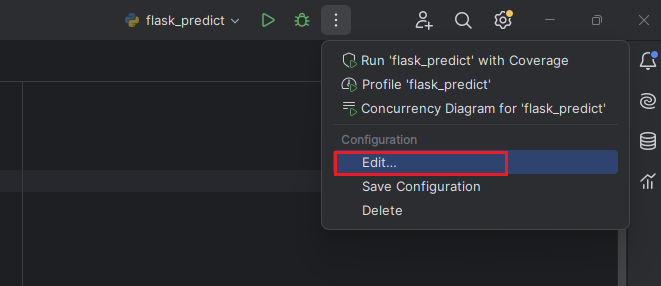 flask_predict
Run 'flask_predict' with Coverage
Profile 'flask_predict'
Concurrency Diagram for 'flask_predict'
Configuration
Edit...
Save Configuration
Delete